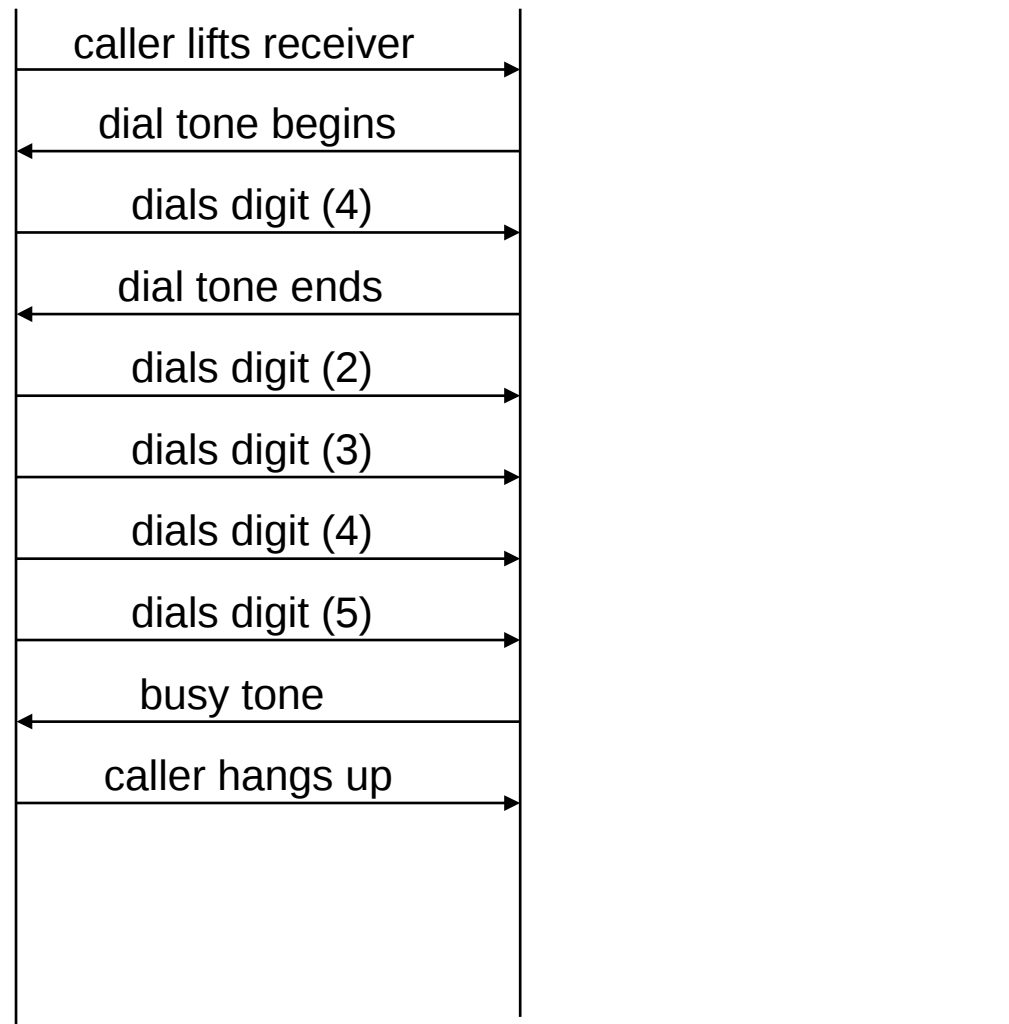 caller lifts receiver
dial tone begins
dials digit (4)
dial tone ends
dials digit (2)
dials digit (3)
dials digit (4)
dials digit (5)
busy tone
caller hangs up